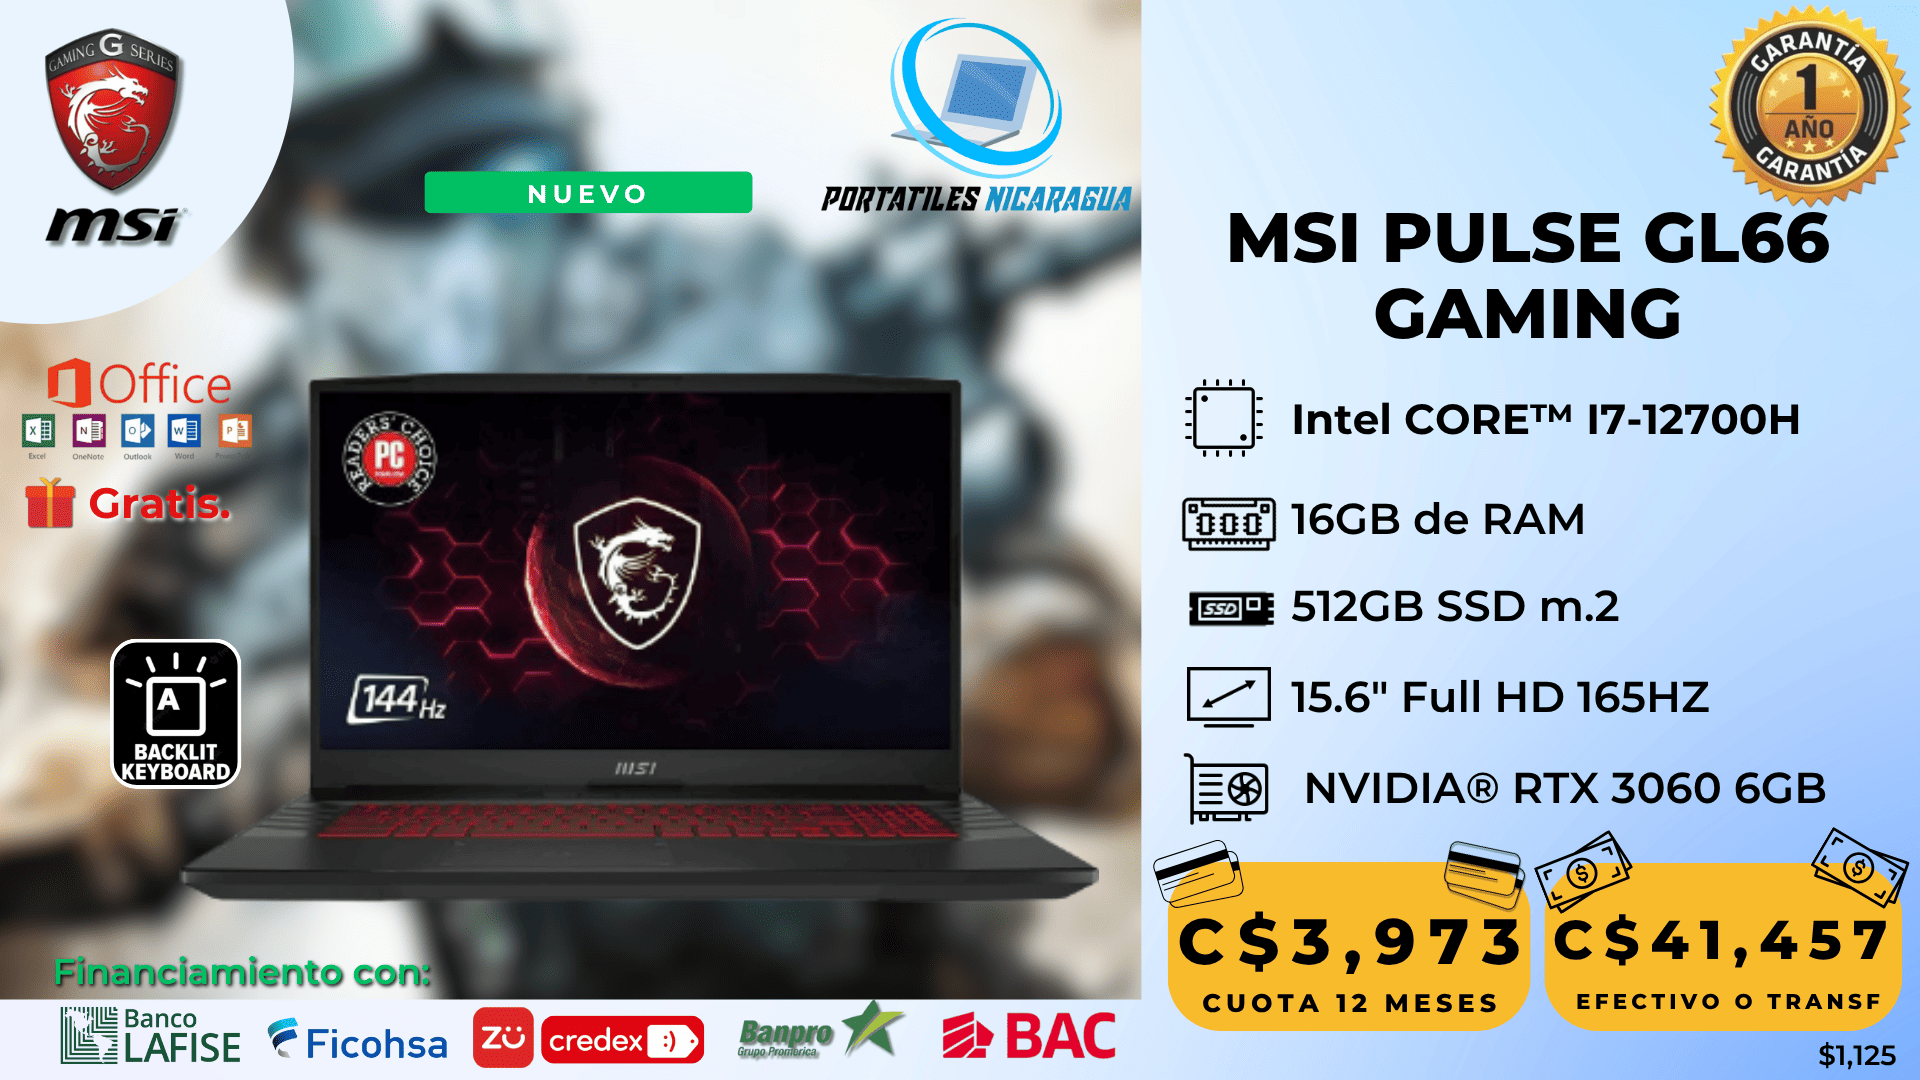 GAMING G SERIES
msi
NUEVO
PORTATILES NICARAGUA
GARANTÍA
1
AÑO
GARANTÍA
MSI PULSE GL66
GAMING
Office
Excel
OneNote
Outlook
Word
Gratis.
READERS' CHOICE
PC
144Hz
msi
A
BACKLIT
KEYBOARD
Intel CORE™ I7-12700H
16GB de RAM
SSD
512GB SSD m.2
15.6" Full HD 165HZ
NVIDIA® RTX 3060 6GB
C$3,973
CUOTA 12 MESES
C$41,457
EFECTIVO O TRANSF
$1,125
Financiamiento con:
Banco
LAFISE
Ficohsa
zū
credex :)
Banpro
Grupo Promerica
BAC